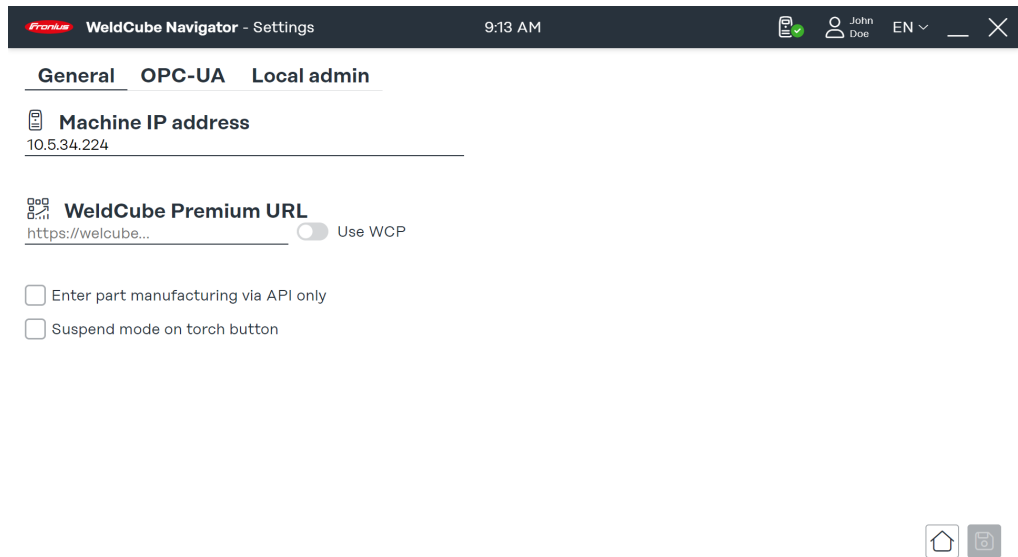 Fronius WeldCube Navigator - Settings 9:13 AM John Doe EN
General OPC-UA Local admin
Machine IP address
10.5.34.224
WeldCube Premium URL
https://welcube... Use WCP
Enter part manufacturing via API only
Suspend mode on torch button